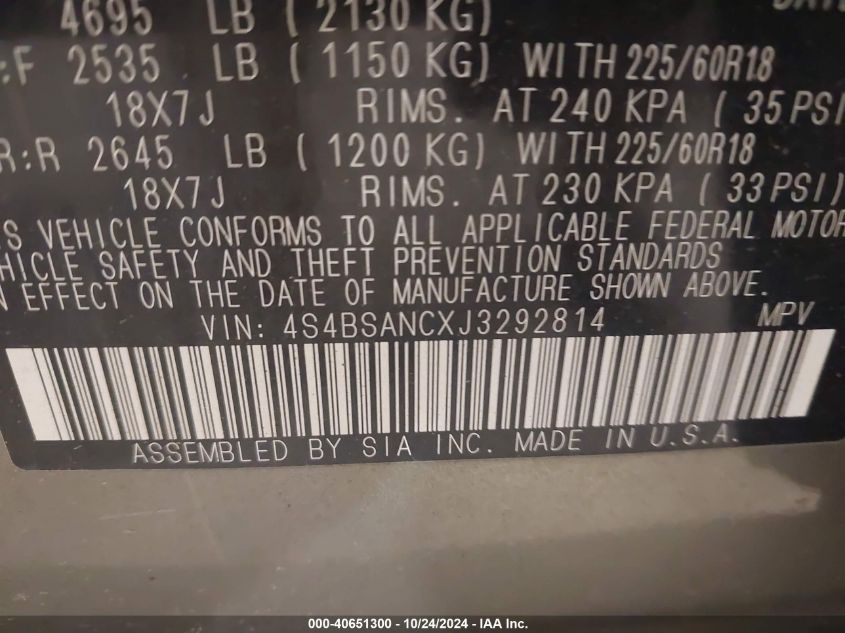 4695 LB ( 2130 KG)
:F 2535 LB ( 1150 KG) WITH 225/60R18
18X7J RIMS. AT 240 KPA ( 35 PSI
R:R 2645 LB ( 1200 KG) WITH 225/60R18
18X7J RIMS. AT 230 KPA ( 33 PSI)
VEHICLE CONFORMS TO ALL APPLICABLE FEDERAL MOTOR
SAFETY AND THEFT PREVENTION STANDARDS
EFFECT ON THE DATE OF MANUFACTURE SHOWN ABOVE.
VIN: 4S4BSANCXJ3292814 MPV
ASSEMBLED BY SIA INC. MADE IN U.S.A.
000-40651300 - 10/24/2024 - IAA Inc.